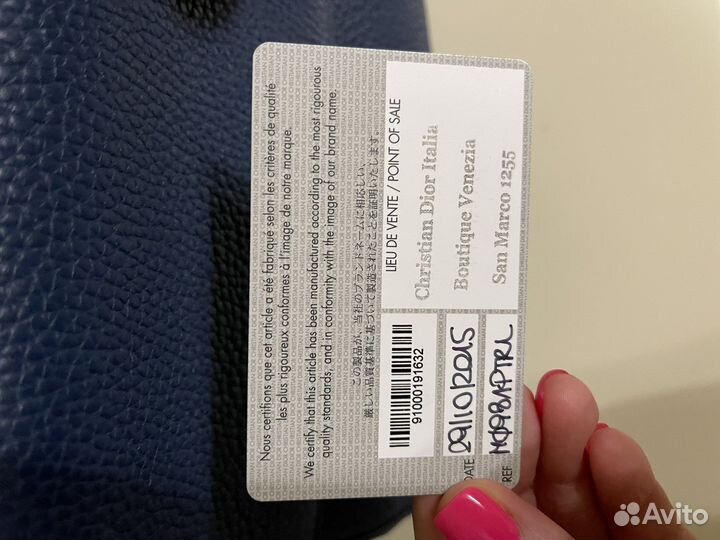 Nous certifions que cet article a été fabriqué selon les critères de qualité
les plus rigoureux conformes à l'image de notre marque.
We certify that this article has been manufactured according to the most rigourous
quality standards, and in conformity with the image of our brand name.
この製品が、当社のブランドネームに相応しい、
厳しい品質基準に基づいて製造されたことを証明いたします。
LIEU DE VENTE / POINT OF SALE
Christian Dior Italia
Boutique Venezia
San Marco 1255
91000191632
DATE 29/10/2015
REF
Avito